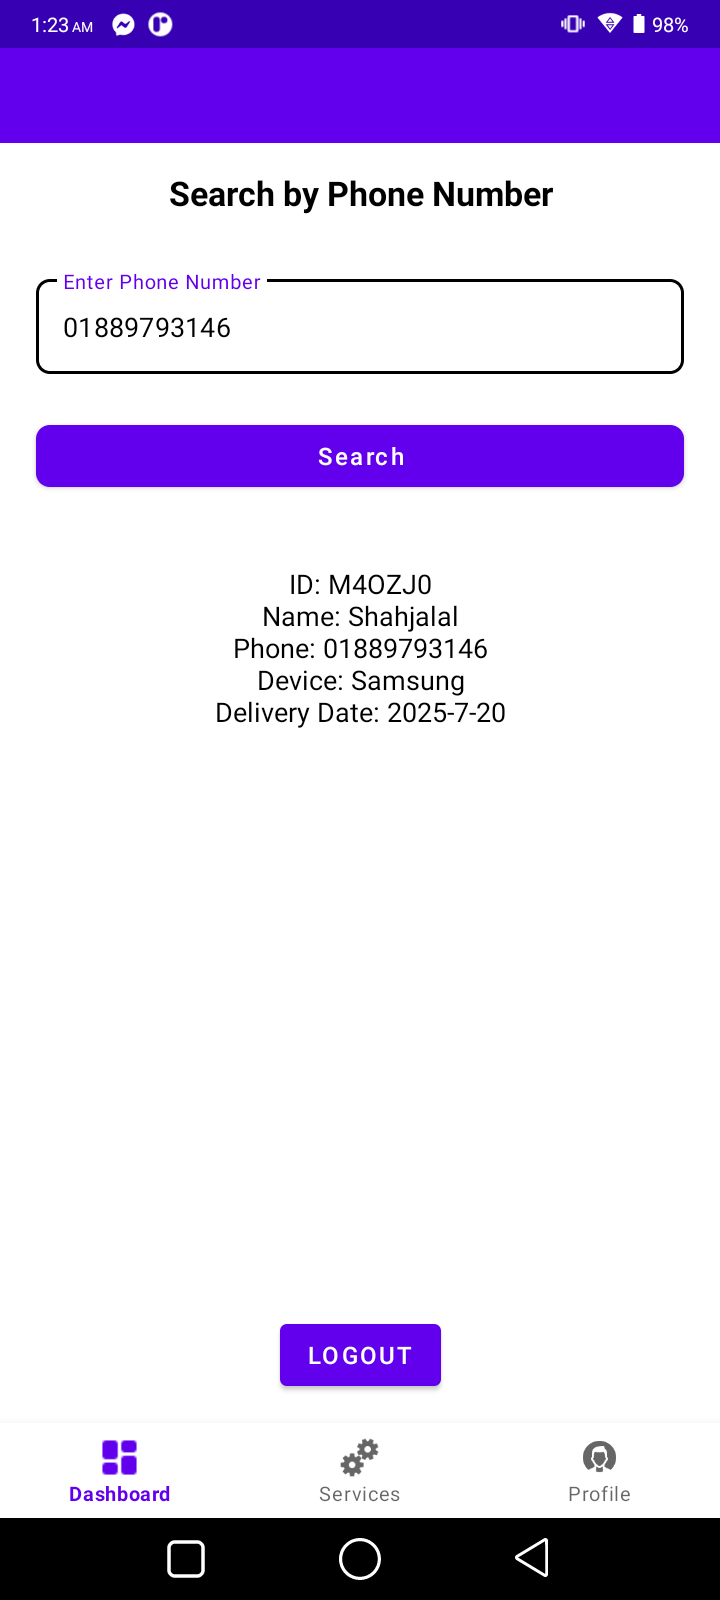 1:23 AM
98%
Search by Phone Number
Enter Phone Number
01889793146
Search
ID: M4OZJ0
Name: Shahjalal
Phone: 01889793146
Device: Samsung
Delivery Date: 2025-7-20
LOGOUT
Dashboard
Services
Profile